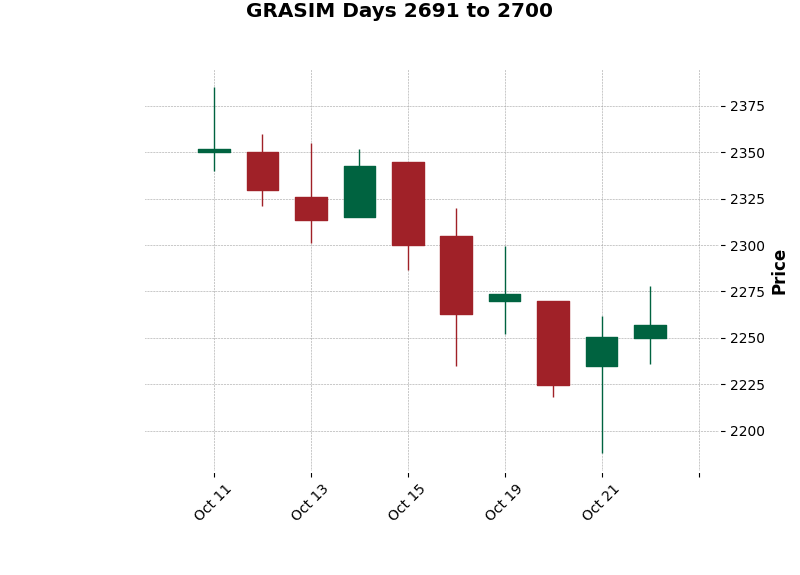 GRASIM Days 2691 to 2700
2375
2350
2325
2300
2275
2250
2225
2200
Price
Oct 11
Oct 13
Oct 15
Oct 19
Oct 21